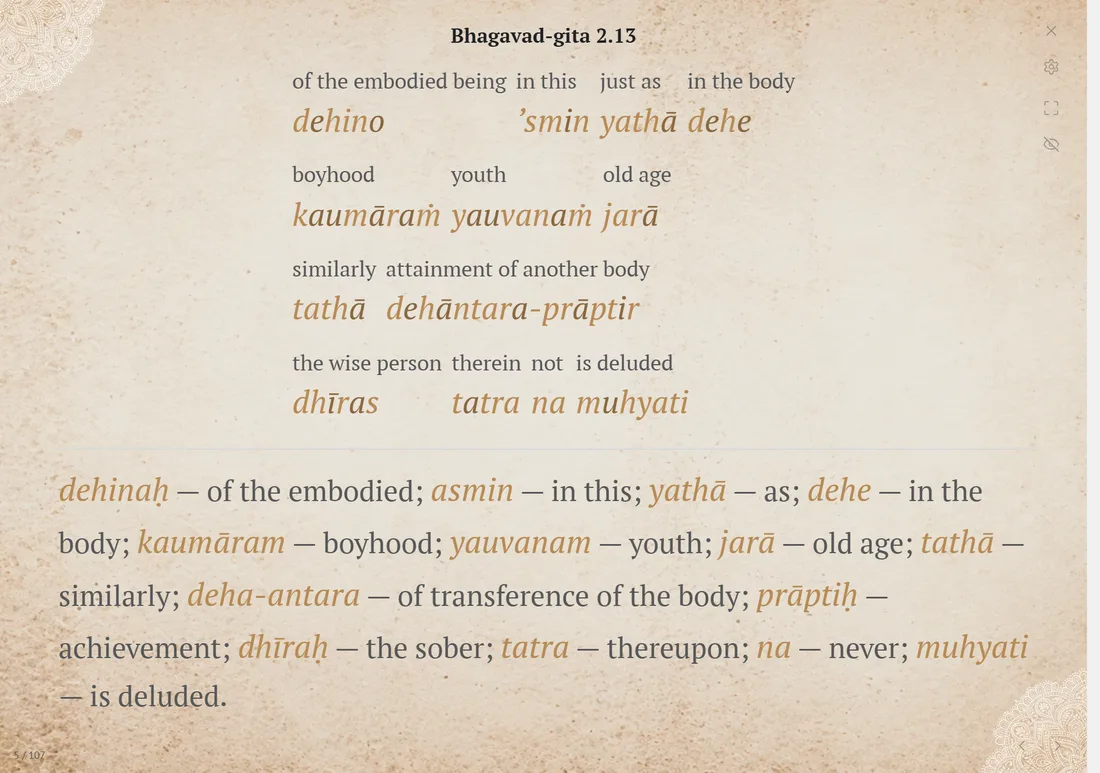 Bhagavad-gita 2.13
of the embodied being in this just as in the body
dehino ’smin yathā dehe
boyhood youth old age
kaumāraṁ yauvanaṁ jarā
similarly attainment of another body
tathā dehāntara-prāptir
the wise person therein not is deluded
dhīras tatra na muhyati
dehinaḥ — of the embodied; asmin — in this; yathā — as; dehe — in the
body; kaumāram — boyhood; yauvanam — youth; jarā — old age; tathā —
similarly; deha-antara — of transference of the body; prāptiḥ —
achievement; dhīraḥ — the sober; tatra — thereupon; na — never; muhyati
— is deluded.
5 / 107